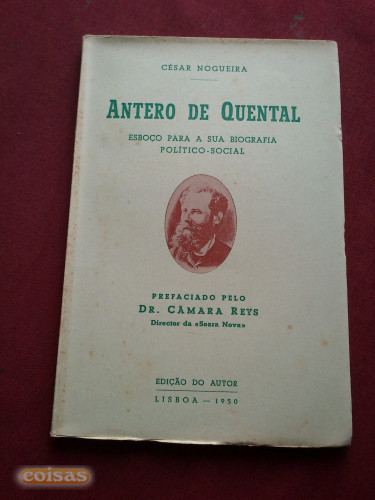 CÉSAR NOGUEIRA
ANTERO DE QUENTAL
ESBOÇO PARA A SUA BIOGRAFIA
POLÍTICO-SOCIAL
PREFACIADO PELO
DR. CÂMARA REYS
Director da «Seara Nova»
EDIÇÃO DO AUTOR
LISBOA — 1950
coisas